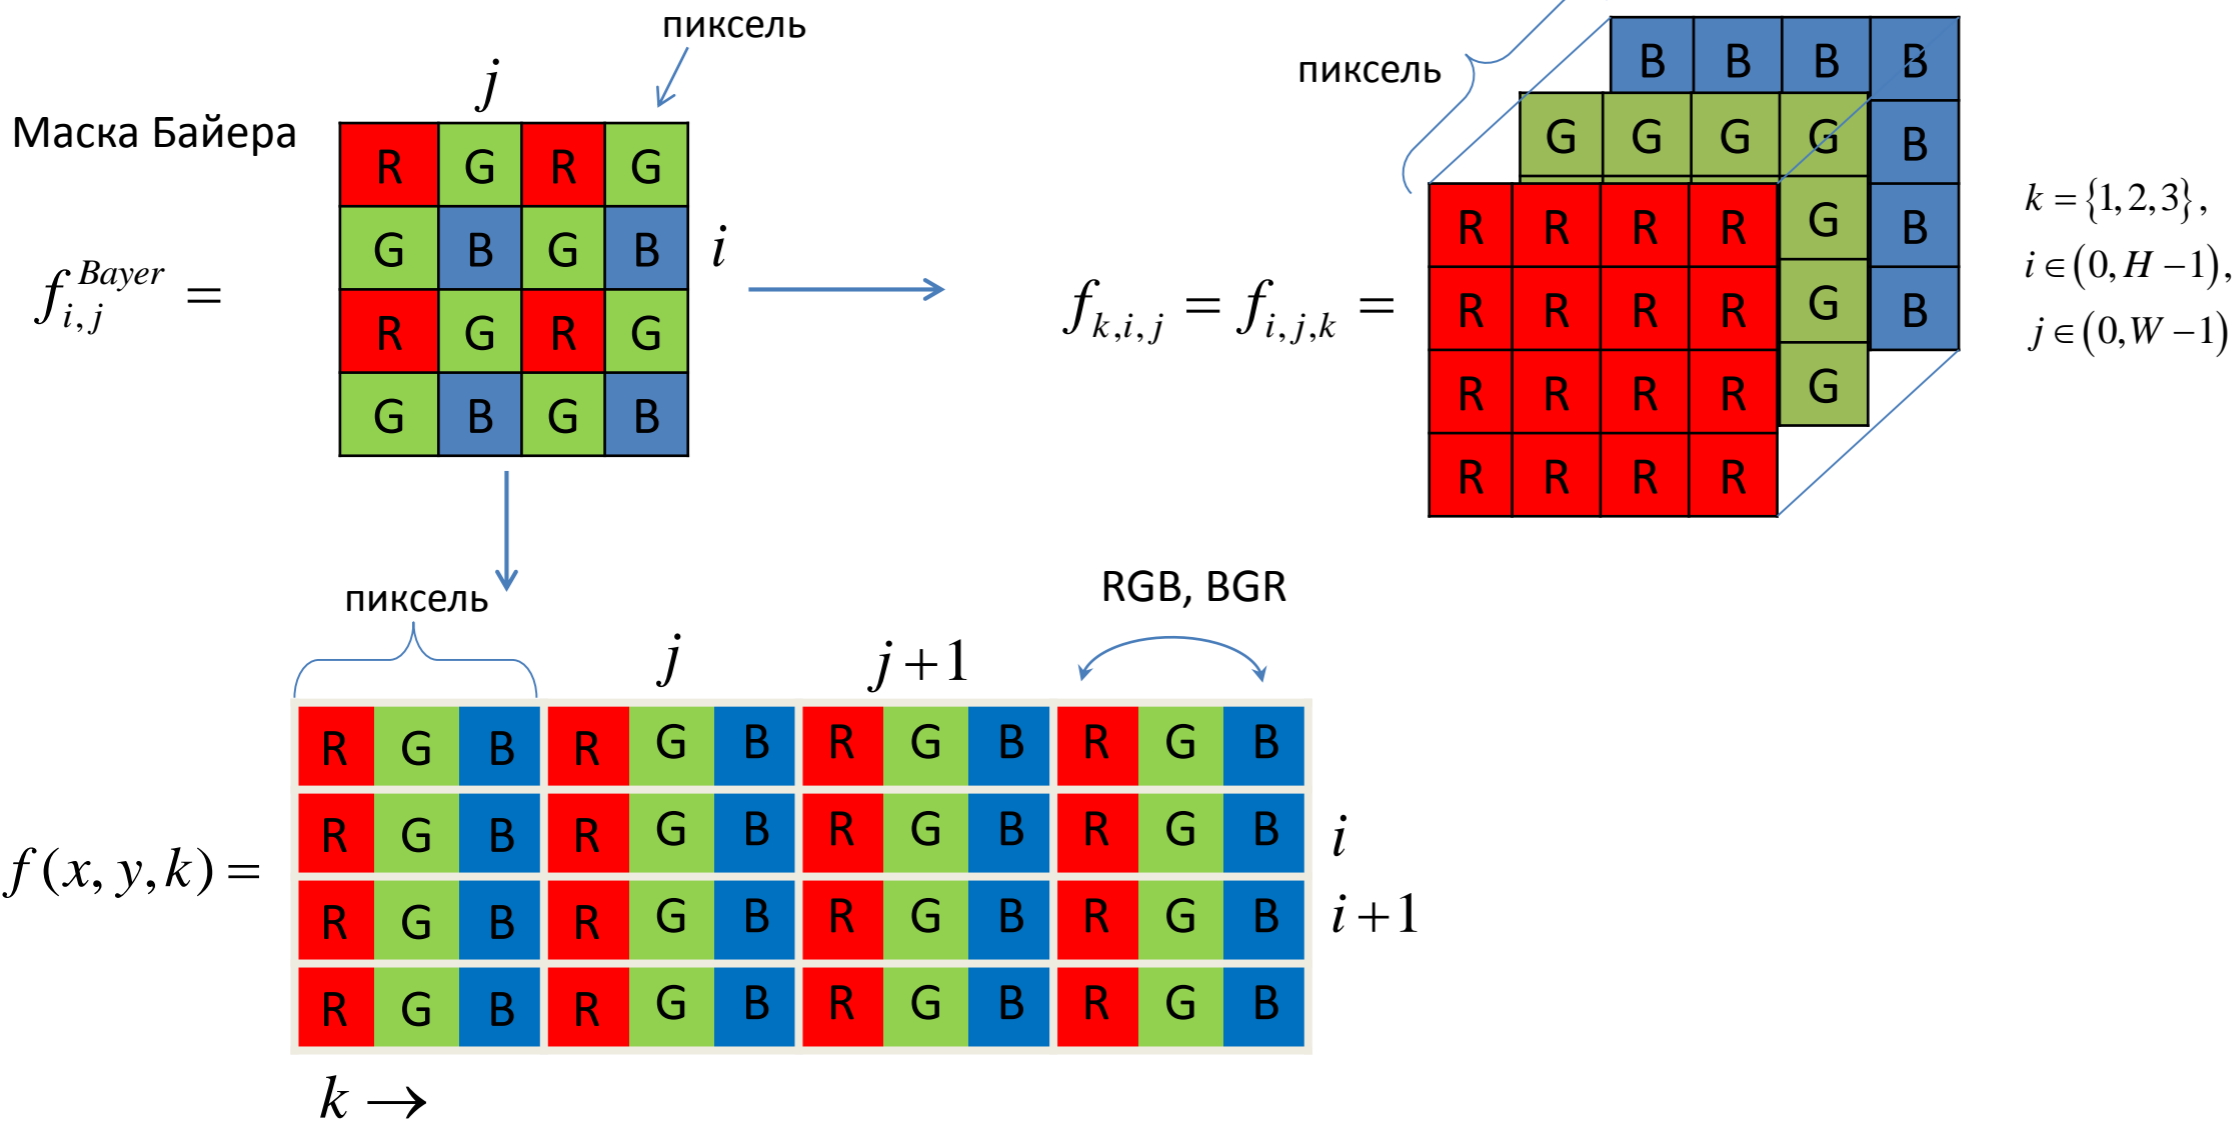 пиксель
j
Маска Байера
R G R G
G B G B
R G R G
G B G B
i
f_{i,j}^{Bayer} =
пиксель
B B B B
B
B
B
G G G G
G
G
G
R R R R
R R R R
R R R R
R R R R
f_{k,i,j} = f_{i,j,k} =
k = {1, 2, 3},
i ∈ (0, H − 1),
j ∈ (0, W − 1)
пиксель
j
j + 1
RGB, BGR
R G B R G B R G B R G B
R G B R G B R G B R G B
R G B R G B R G B R G B
R G B R G B R G B R G B
i
i + 1
f (x, y, k) =
k →